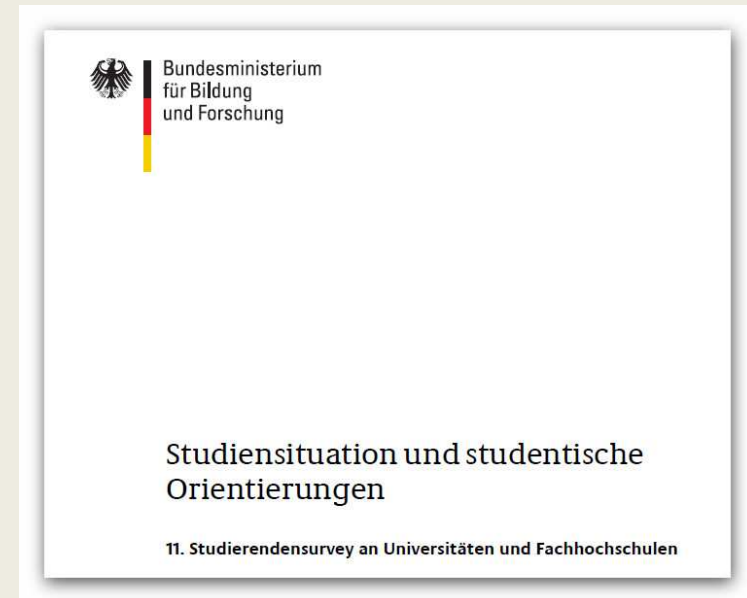 Bundesministerium
für Bildung
und Forschung
Studiensituation und studentische
Orientierungen
11. Studierendensurvey an Universitäten und Fachhochschulen